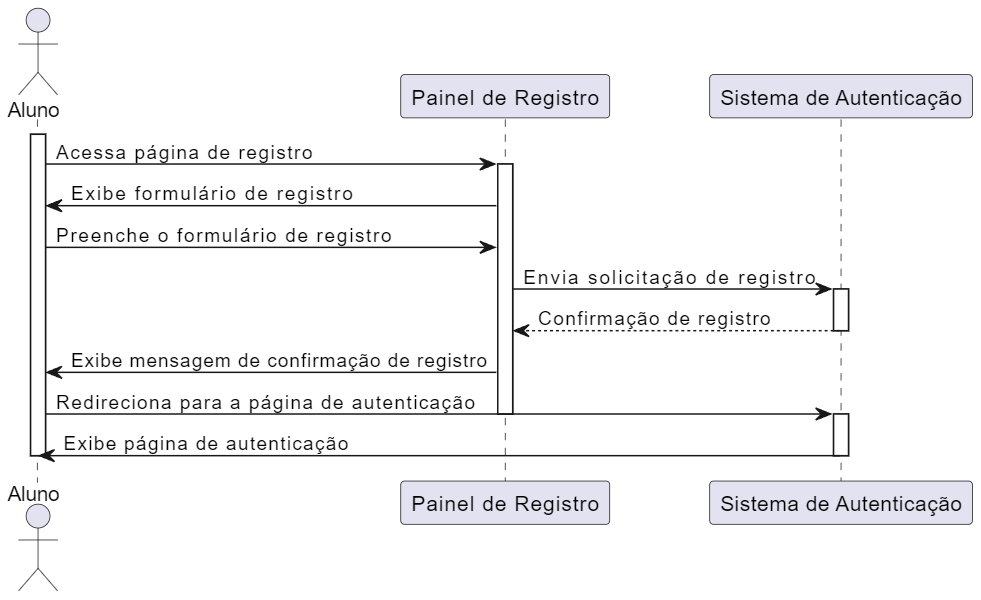 Aluno
Painel de Registro
Sistema de Autenticação
Acessa página de registro
Exibe formulário de registro
Preenche o formulário de registro
Envia solicitação de registro
Confirmação de registro
Exibe mensagem de confirmação de registro
Redireciona para a página de autenticação
Exibe página de autenticação
Aluno
Painel de Registro
Sistema de Autenticação